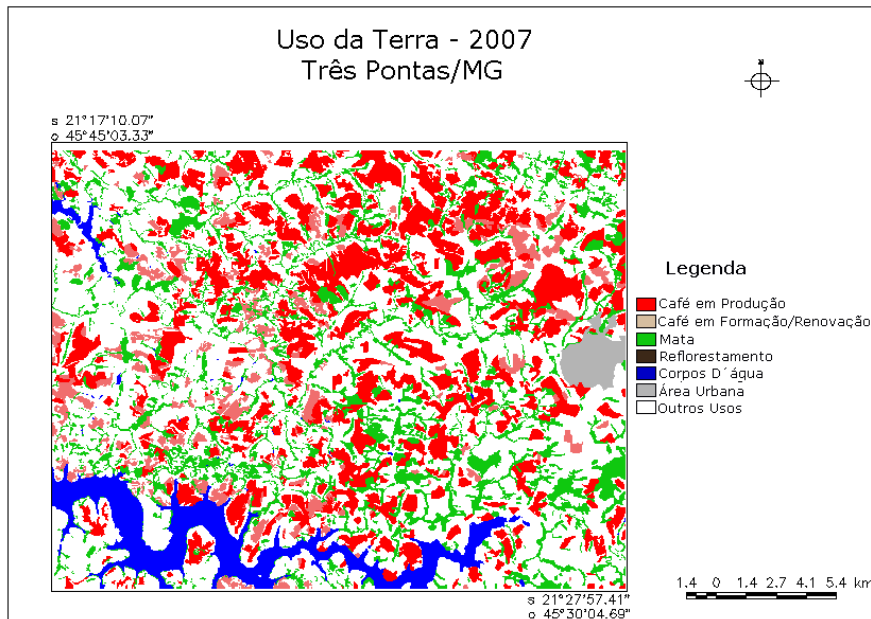 Uso da Terra - 2007
Três Pontas/MG
N
s 21°17'10.07"
o 45°45'03.33"
Legenda
Café em Produção
Café em Formação/Renovação
Mata
Reflorestamento
Corpos D´água
Área Urbana
Outros Usos
1.4 0 1.4 2.7 4.1 5.4 km
s 21°27'57.41"
o 45°30'04.69"